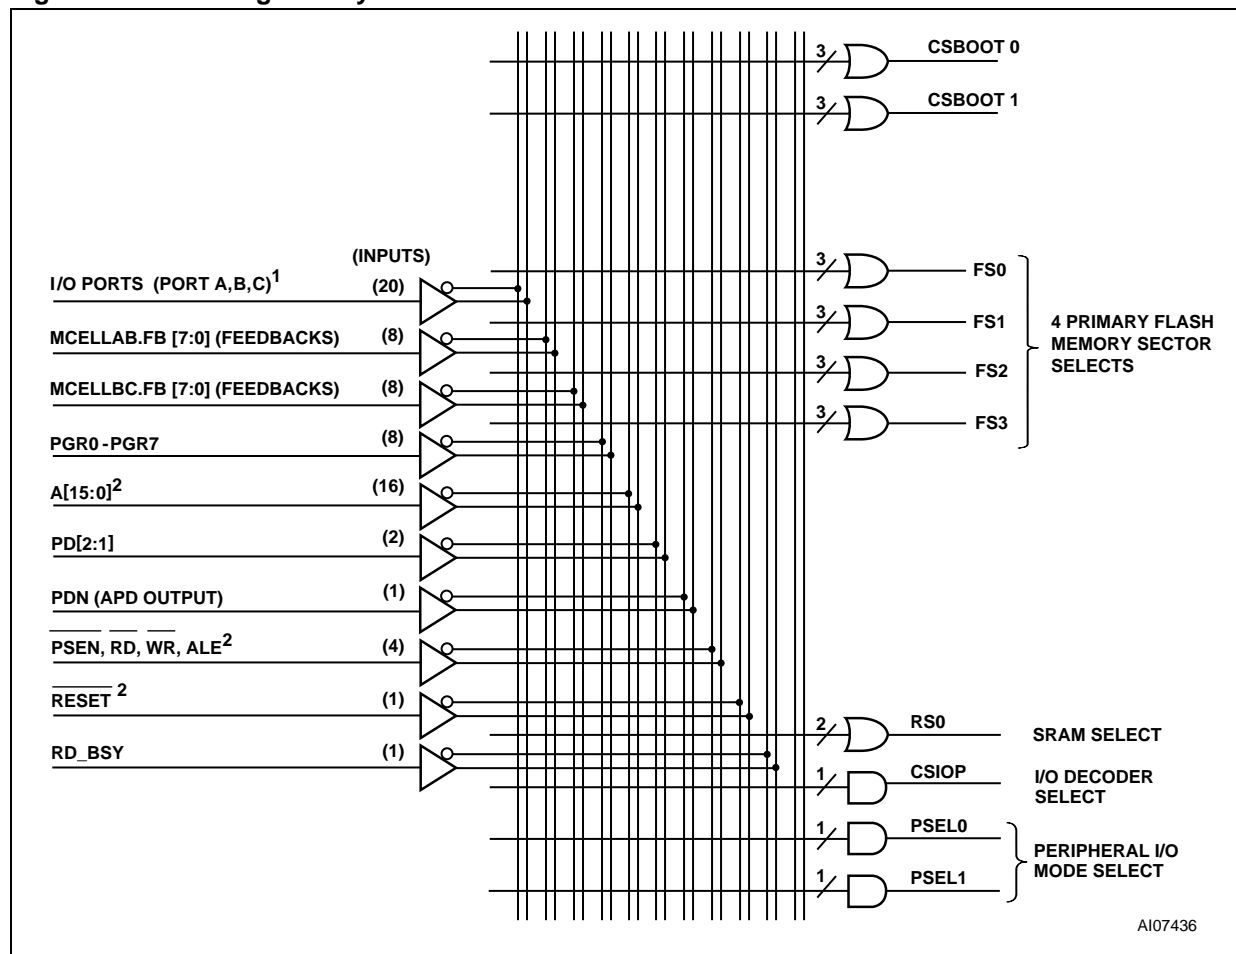 3 CSBOOT 0
3 CSBOOT 1
(INPUTS)
I/O PORTS (PORT A,B,C)1 (20)
MCELLAB.FB [7:0] (FEEDBACKS) (8)
MCELLBC.FB [7:0] (FEEDBACKS) (8)
PGR0 -PGR7 (8)
A[15:0]2 (16)
PD[2:1] (2)
PDN (APD OUTPUT) (1)
PSEN, RD, WR, ALE2 (4)
RESET 2 (1)
RD_BSY (1)
3 FS0
3 FS1
3 FS2
3 FS3
4 PRIMARY FLASH
MEMORY SECTOR
SELECTS
2 RS0 SRAM SELECT
1 CSIOP I/O DECODER
SELECT
1 PSEL0
1 PSEL1
PERIPHERAL I/O
MODE SELECT
AI07436